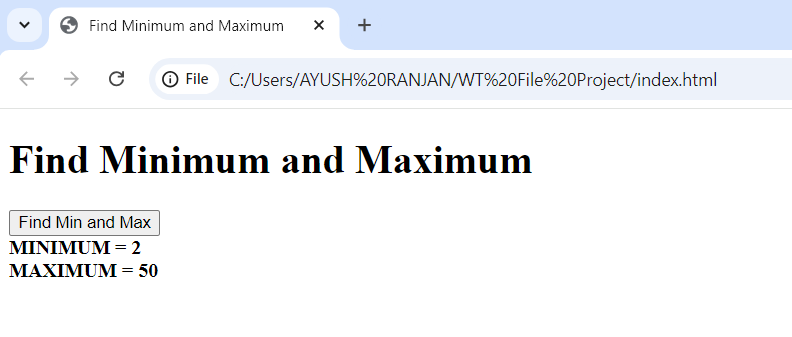 Find Minimum and Maximum
File C:/Users/AYUSH%20RANJAN/WT%20File%20Project/index.html
Find Minimum and Maximum
Find Min and Max
MINIMUM = 2
MAXIMUM = 50